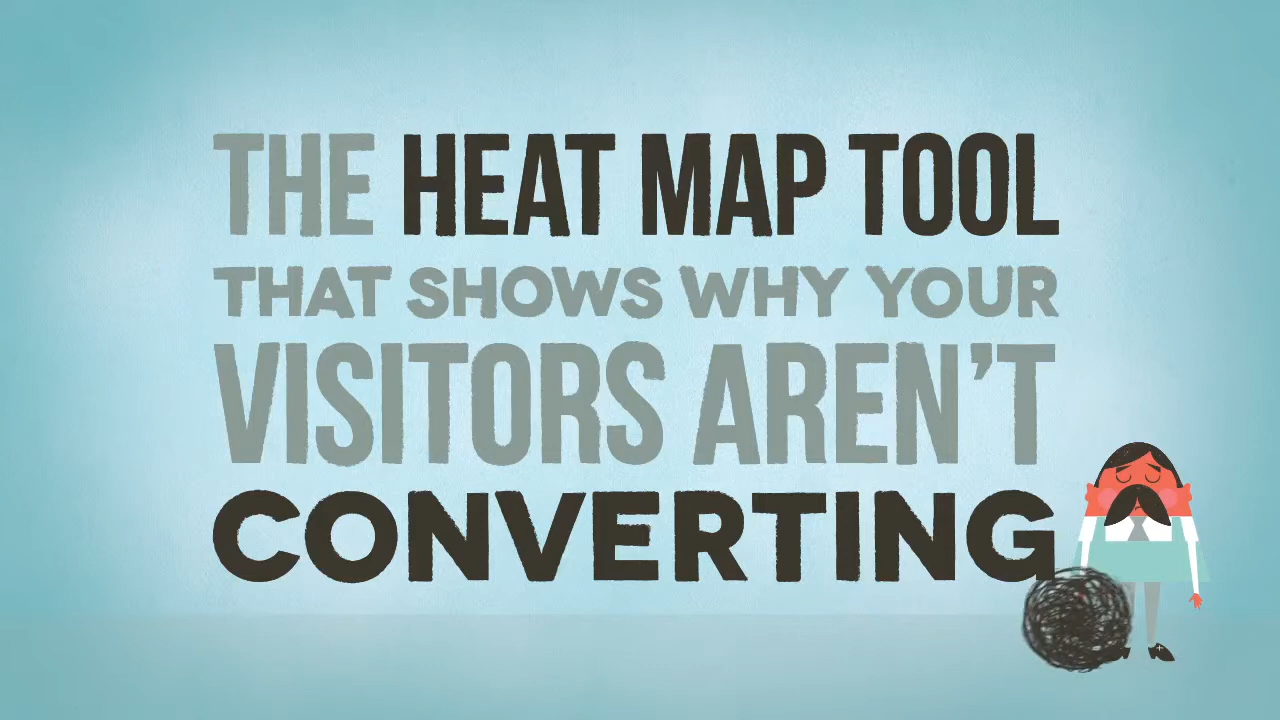 THE HEAT MAP TOOL
THAT SHOWS WHY YOUR
VISITORS AREN’T
CONVERTING